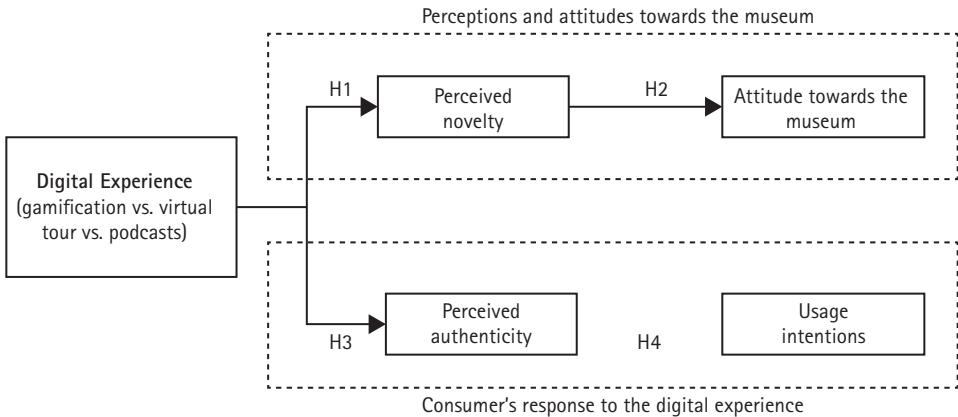 Perceptions and attitudes towards the museum
H1
Perceived
novelty
H2
Attitude towards the
museum
Digital Experience
(gamification vs. virtual
tour vs. podcasts)
Perceived
authenticity
H3
H4
Usage
intentions
Consumer's response to the digital experience